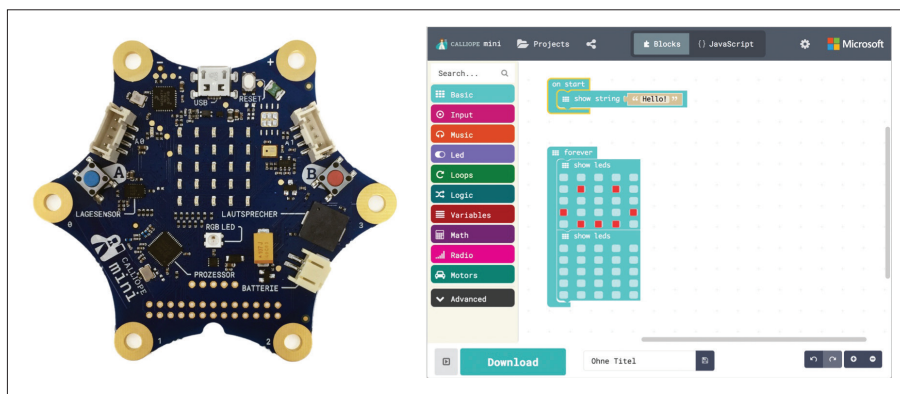 −
+
USB
RESET
A0
A1
A
B
LAGESENSOR
LAUTSPRECHER
0
3
RGB LED
PROZESSOR
BATTERIE
CALLIOPE
mini
1
2
CALLIOPE mini
Projects
Blocks
{} JavaScript
Microsoft
Search...
Basic
Input
Music
Led
Loops
Logic
Variables
Math
Radio
Motors
Advanced
on start
show string " Hello! "
forever
show leds
show leds
Download
Ohne Titel